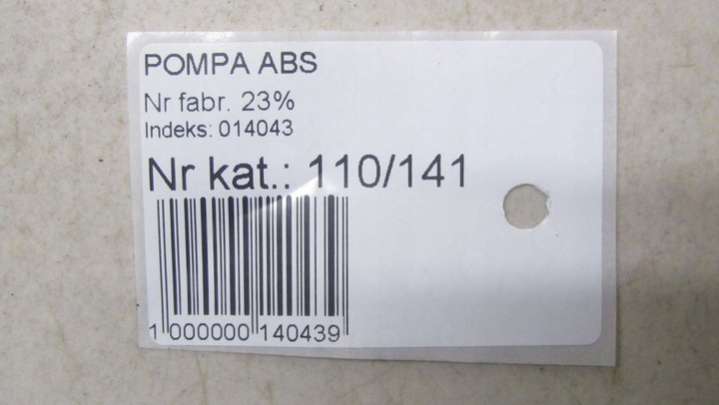 POMPA ABS
Nr fabr. 23%
Indeks: 014043
Nr kat.: 110/141
1 000000 140439